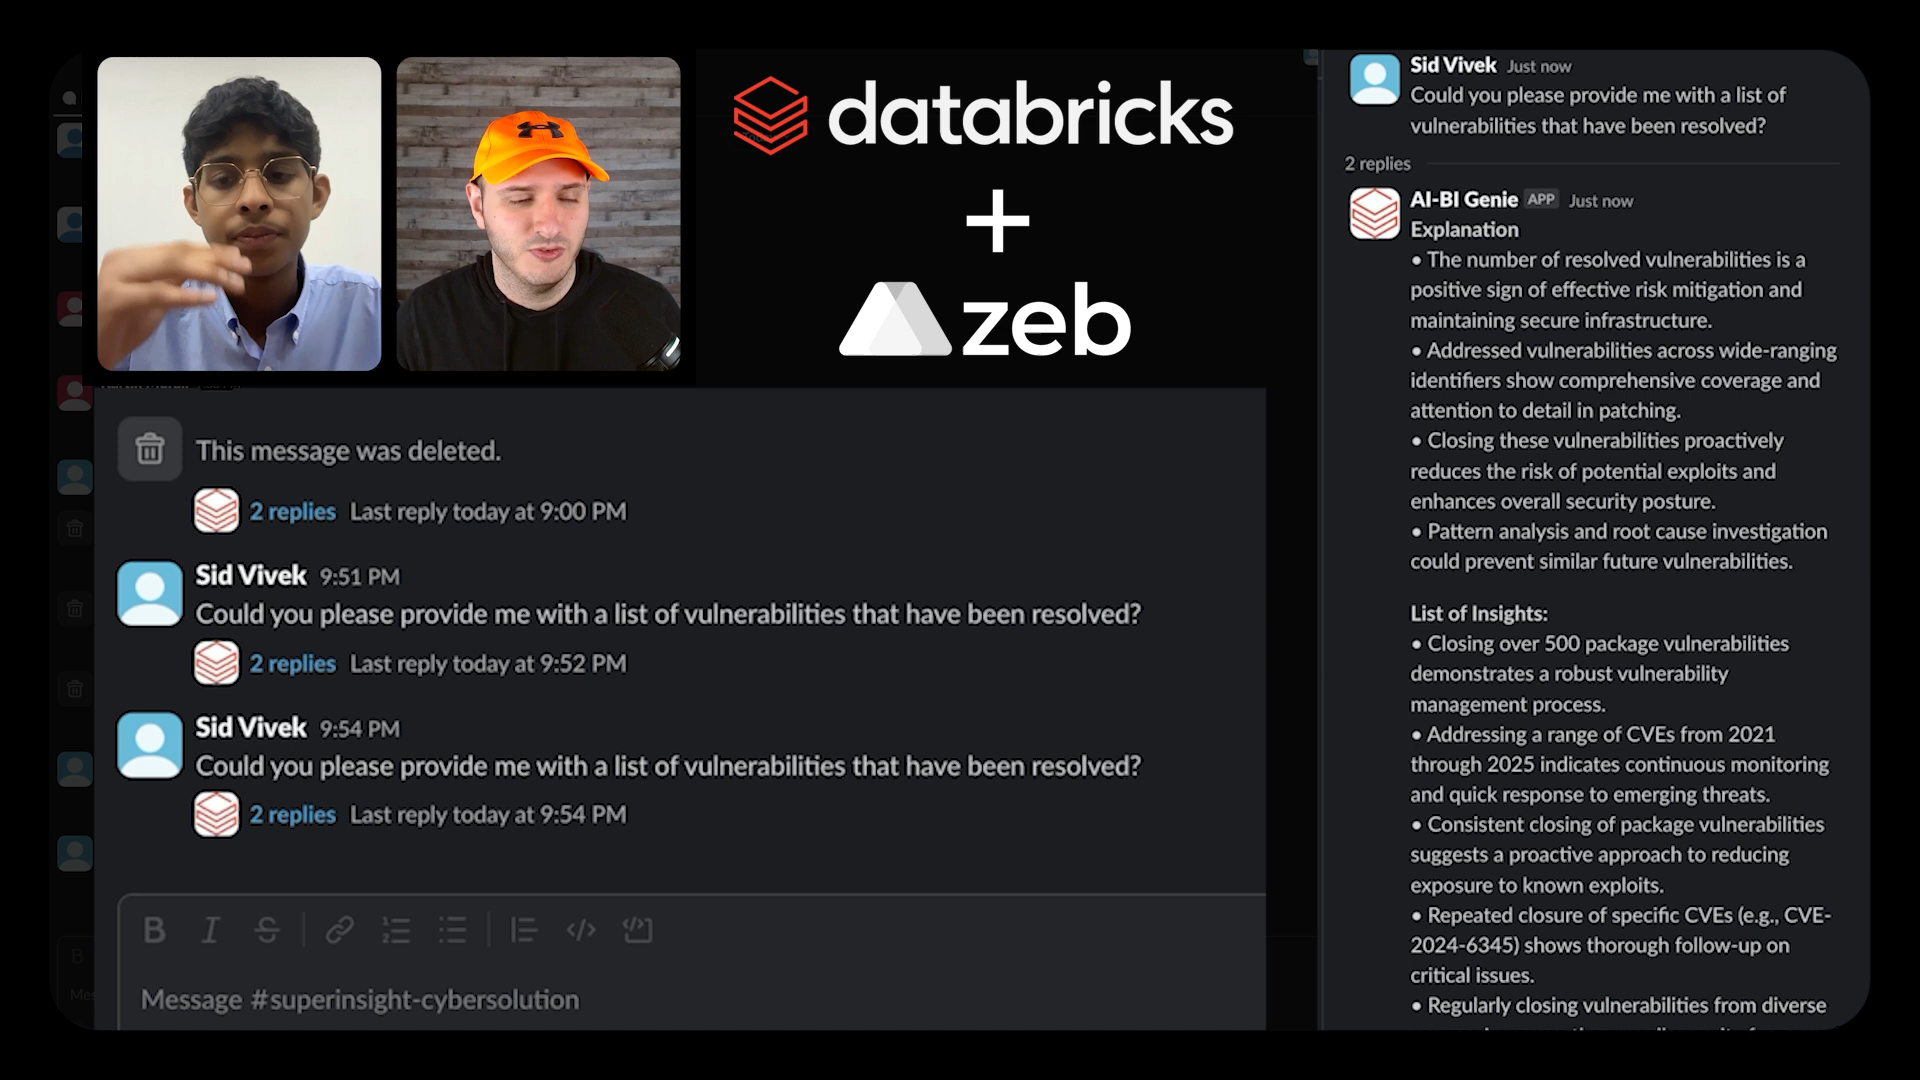 databricks
+
zeb
This message was deleted.
2 replies Last reply today at 9:00 PM
Sid Vivek 9:51 PM
Could you please provide me with a list of vulnerabilities that have been resolved?
2 replies Last reply today at 9:52 PM
Sid Vivek 9:54 PM
Could you please provide me with a list of vulnerabilities that have been resolved?
2 replies Last reply today at 9:54 PM
B I S
Message #superinsight-cybersolution
Sid Vivek Just now
Could you please provide me with a list of
vulnerabilities that have been resolved?
2 replies
AI-BI Genie APP Just now
Explanation
• The number of resolved vulnerabilities is a
positive sign of effective risk mitigation and
maintaining secure infrastructure.
• Addressed vulnerabilities across wide-ranging
identifiers show comprehensive coverage and
attention to detail in patching.
• Closing these vulnerabilities proactively
reduces the risk of potential exploits and
enhances overall security posture.
• Pattern analysis and root cause investigation
could prevent similar future vulnerabilities.
List of Insights:
• Closing over 500 package vulnerabilities
demonstrates a robust vulnerability
management process.
• Addressing a range of CVEs from 2021
through 2025 indicates continuous monitoring
and quick response to emerging threats.
• Consistent closing of package vulnerabilities
suggests a proactive approach to reducing
exposure to known exploits.
• Repeated closure of specific CVEs (e.g., CVE-
2024-6345) shows thorough follow-up on
critical issues.
• Regularly closing vulnerabilities from diverse